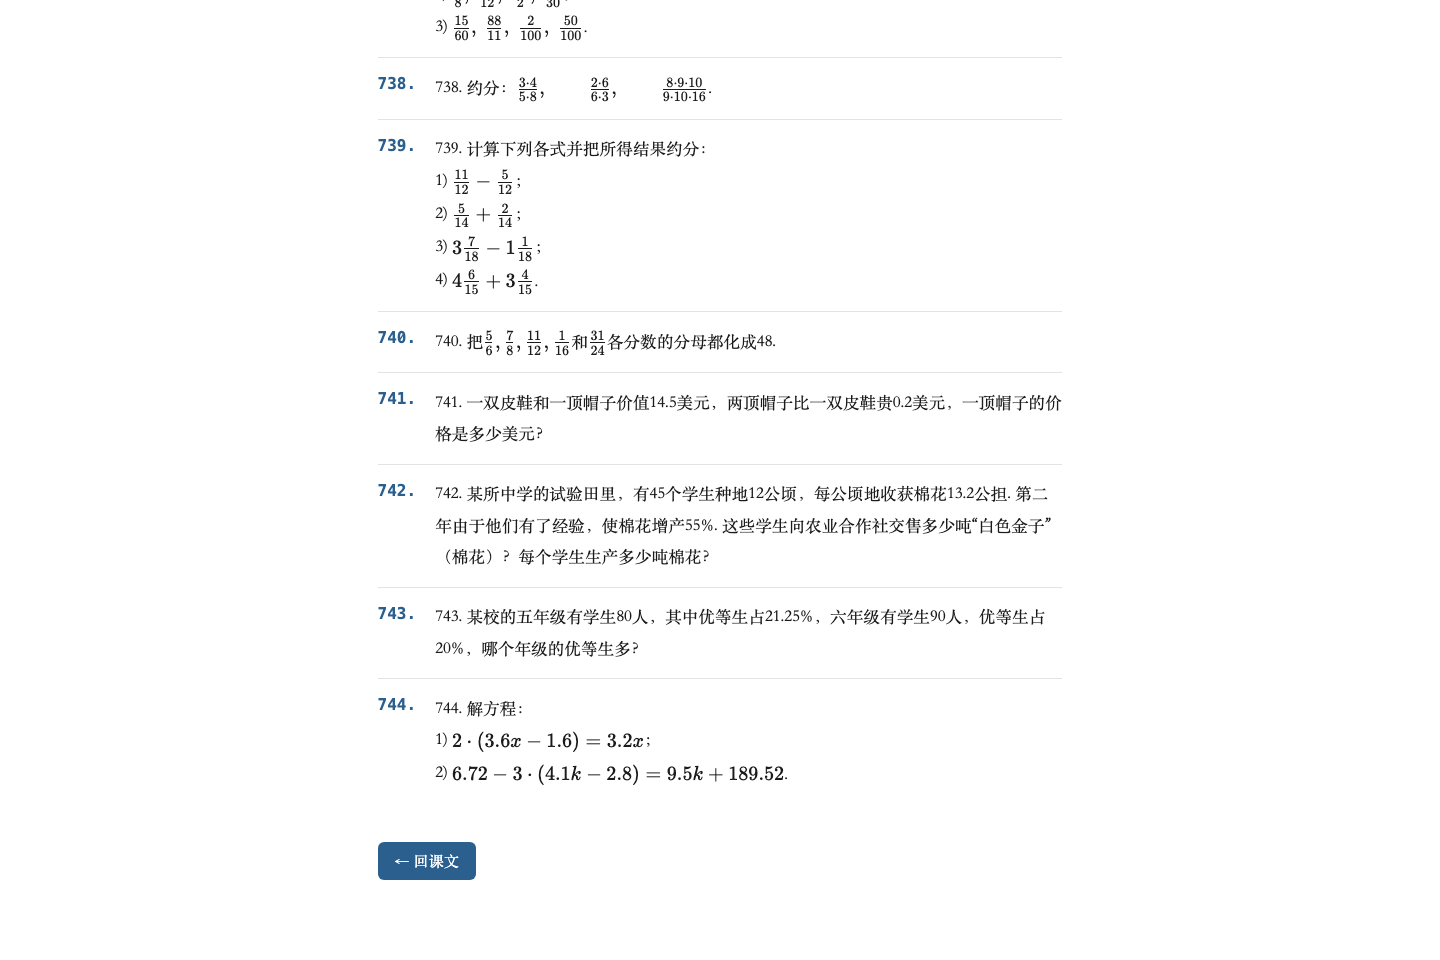 3) 15/60, 88/11, 2/100, 50/100.
738. 738. 约分: 3·4/5·8, 2·6/6·3, 8·9·10/9·10·16.
739. 739. 计算下列各式并把所得结果约分:
1) 11/12 − 5/12;
2) 5/14 + 2/14;
3) 3 7/18 − 1 1/18;
4) 4 6/15 + 3 4/15.
740. 740. 把5/6, 7/8, 11/12, 1/16和31/24各分数的分母都化成48.
741. 741. 一双皮鞋和一顶帽子价值14.5美元，两顶帽子比一双皮鞋贵0.2美元，一顶帽子的价
格是多少美元?
742. 742. 某所中学的试验田里，有45个学生种地12公顷，每公顷地收获棉花13.2公担. 第二
年由于他们有了经验，使棉花增产55%. 这些学生向农业合作社交售多少吨“白色金子”
（棉花）? 每个学生生产多少吨棉花?
743. 743. 某校的五年级有学生80人，其中优等生占21.25%，六年级有学生90人，优等生占
20%，哪个年级的优等生多?
744. 744. 解方程:
1) 2 · (3.6x − 1.6) = 3.2x;
2) 6.72 − 3 · (4.1k − 2.8) = 9.5k + 189.52.
← 回课文